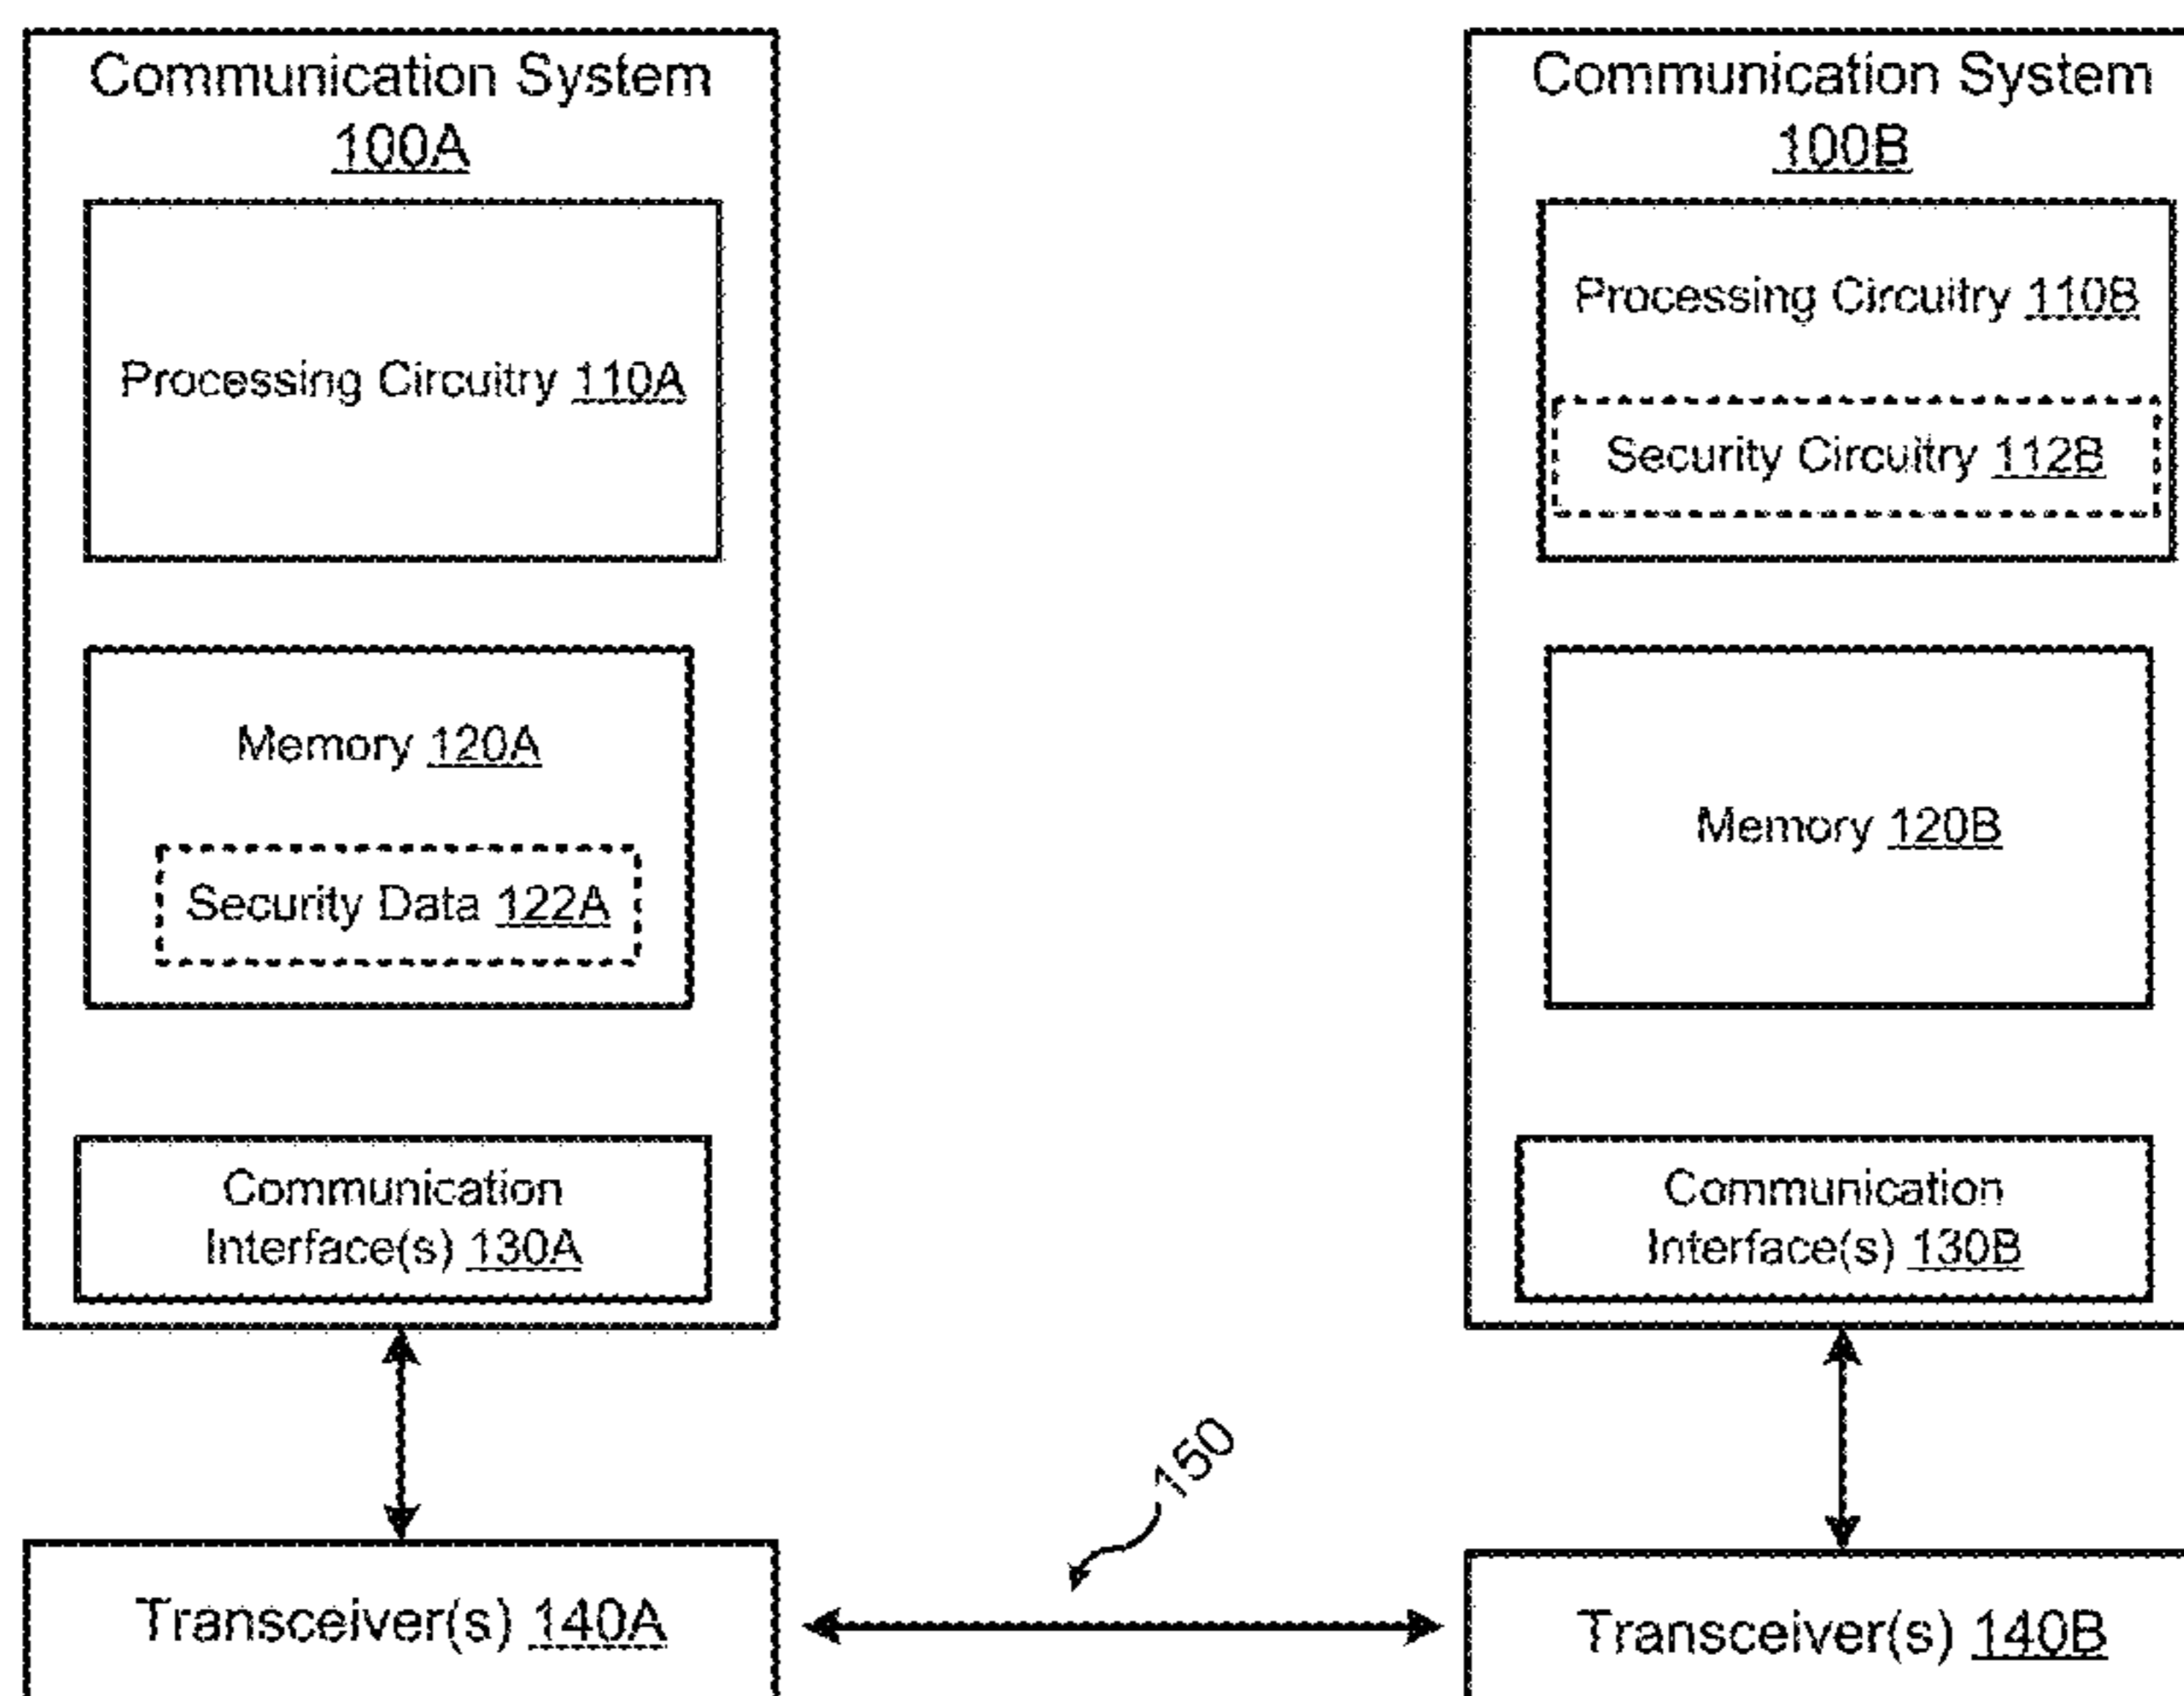 Communication System
100A
Processing Circuitry 110A
Memory 120A
Security Data 122A
Communication
Interface(s) 130A
Transceiver(s) 140A
150
Communication System
100B
Processing Circuitry 110B
Security Circuitry 112B
Memory 120B
Communication
Interface(s) 130B
Transceiver(s) 140B